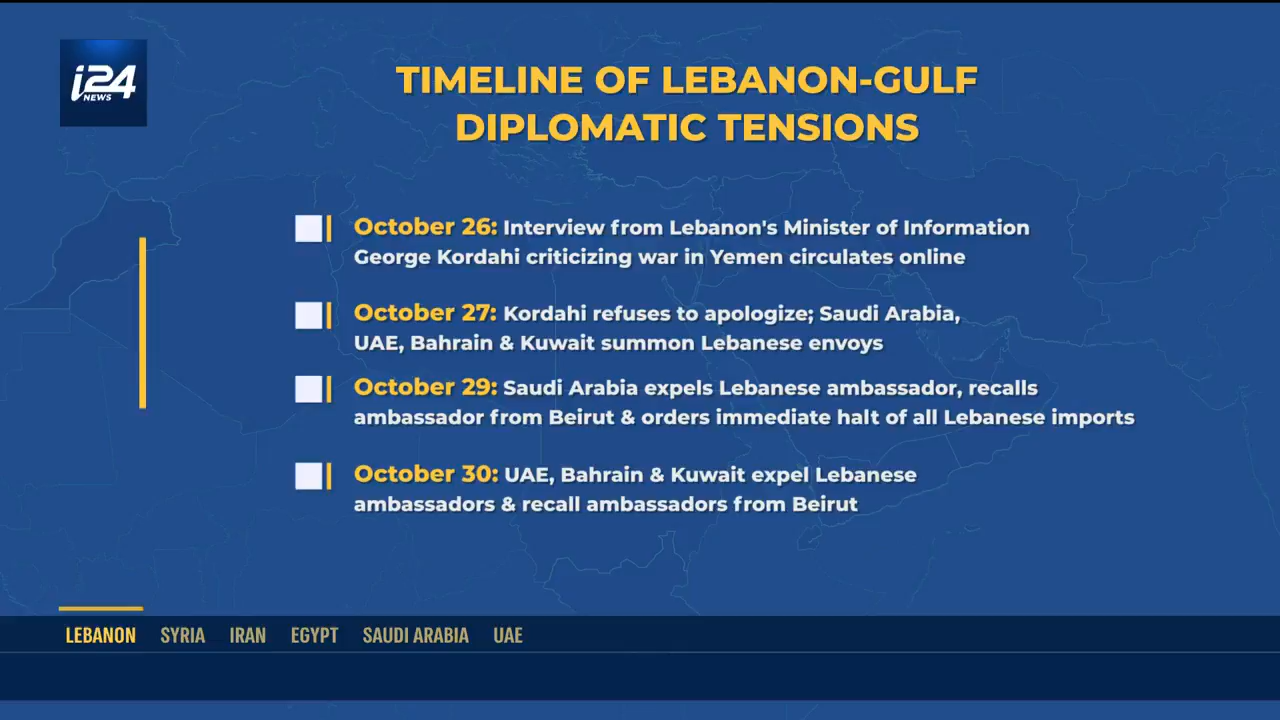 i24
NEWS
TIMELINE OF LEBANON-GULF
DIPLOMATIC TENSIONS
October 26: Interview from Lebanon's Minister of Information
George Kordahi criticizing war in Yemen circulates online
October 27: Kordahi refuses to apologize; Saudi Arabia,
UAE, Bahrain & Kuwait summon Lebanese envoys
October 29: Saudi Arabia expels Lebanese ambassador, recalls
ambassador from Beirut & orders immediate halt of all Lebanese imports
October 30: UAE, Bahrain & Kuwait expel Lebanese
ambassadors & recall ambassadors from Beirut
LEBANON SYRIA IRAN EGYPT SAUDI ARABIA UAE